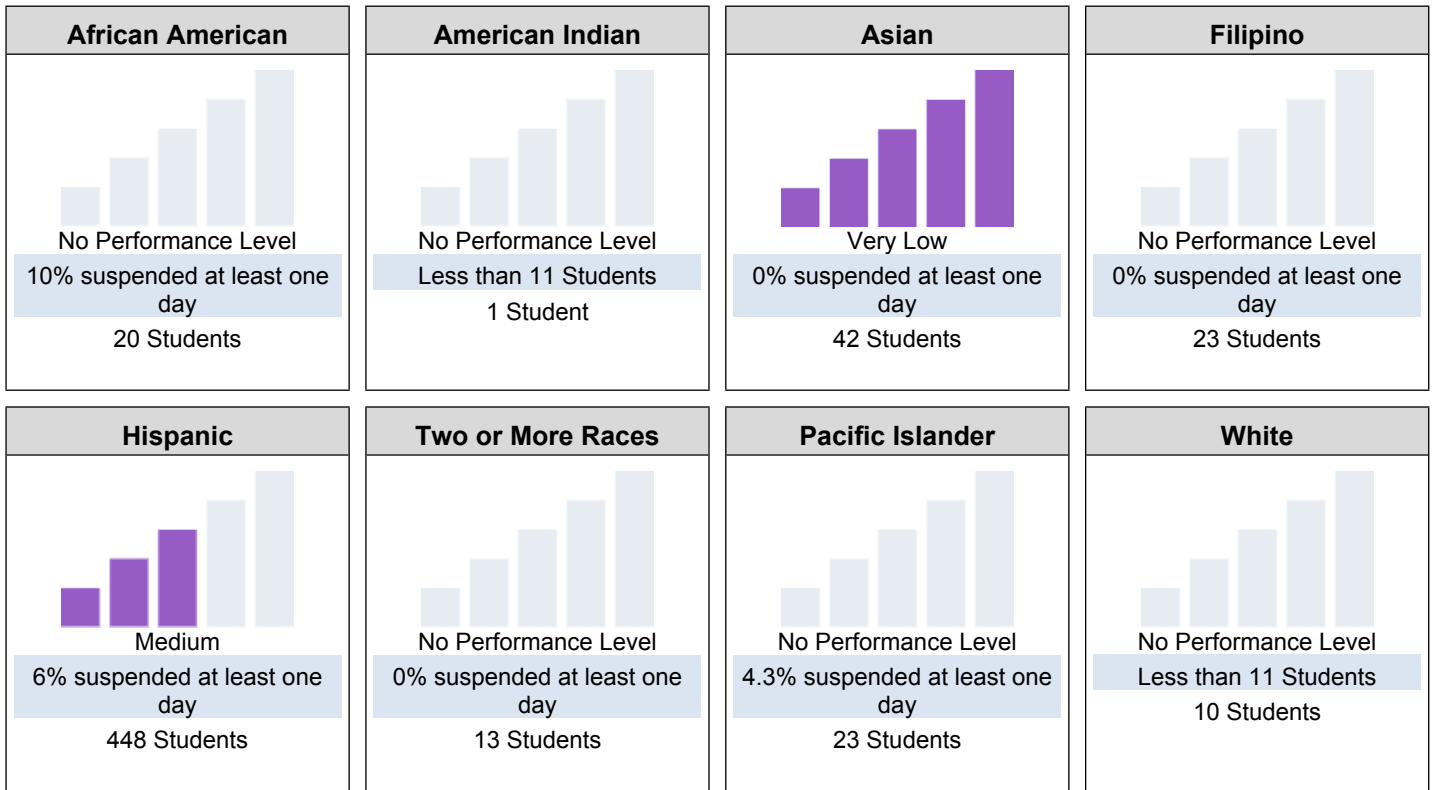 African American
No Performance Level
10% suspended at least one
day
20 Students
American Indian
No Performance Level
Less than 11 Students
1 Student
Asian
Very Low
0% suspended at least one
day
42 Students
Filipino
No Performance Level
0% suspended at least one
day
23 Students
Hispanic
Medium
6% suspended at least one
day
448 Students
Two or More Races
No Performance Level
0% suspended at least one
day
13 Students
Pacific Islander
No Performance Level
4.3% suspended at least one
day
23 Students
White
No Performance Level
Less than 11 Students
10 Students